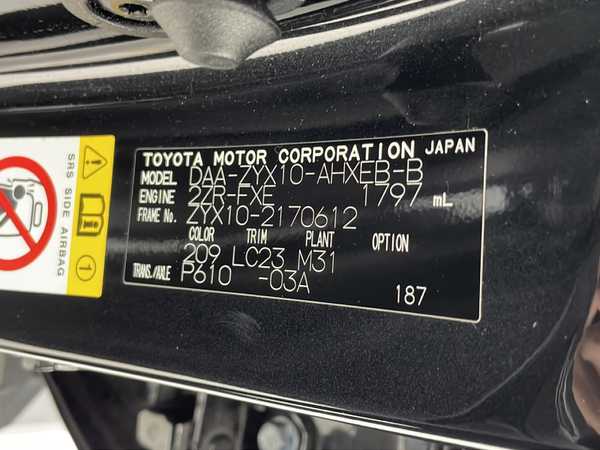 TOYOTA MOTOR CORPORATION JAPAN
MODEL DAA-ZYX10-AHXEB-B
ENGINE 2ZR-FXE 1797 mL
FRAME No. ZYX10-2170612
COLOR TRIM PLANT OPTION
209 LC23 M31
TRANS./AXLE P610 -03A
187
SRS SIDE AIRBAG
1